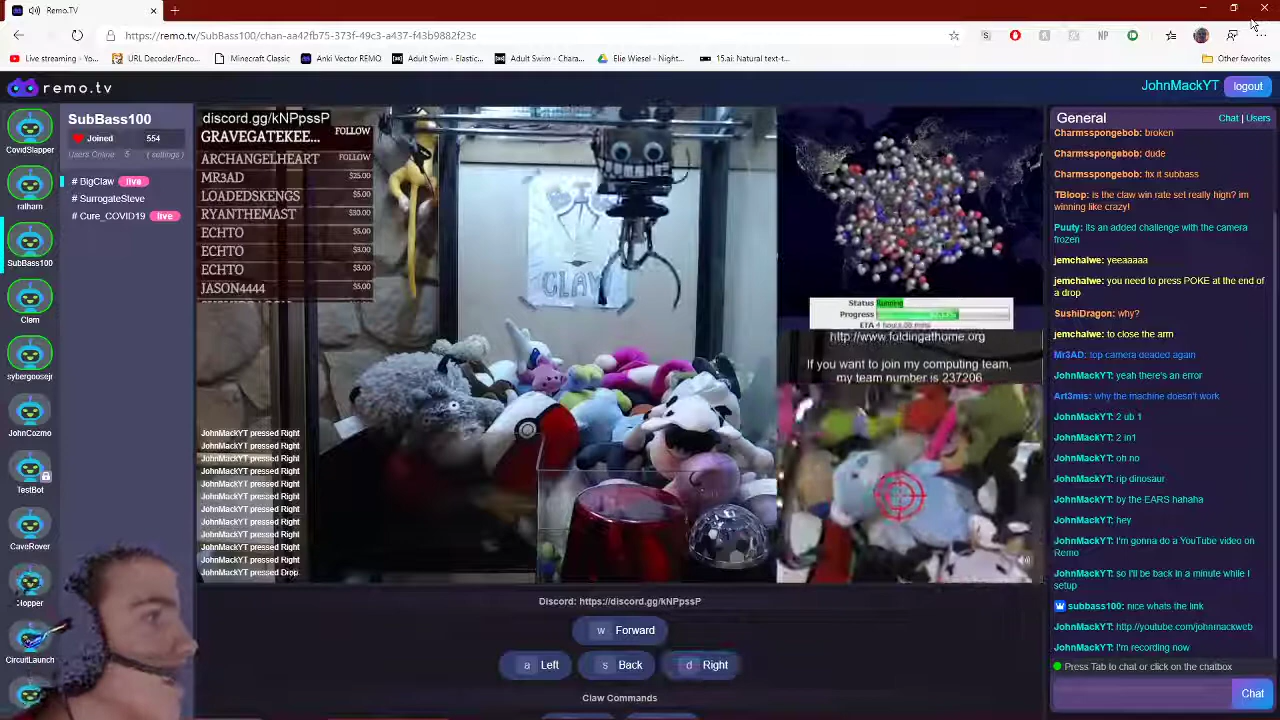 Remo.TV
https://remo.tv/SubBass100/chan-aa42fb75-373f-49c3-a437-f43b9882f23c
Live streaming - Yo...
URL Decoder/Enco...
Minecraft Classic
Anki Vector REMO
Adult Swim - Elastic...
Adult Swim - Chara...
Elie Wiesel - Night...
15.ai: Natural text-t...
Other favorites
remo.tv
JohnMackYT
logout
CovidSlapper
ralham
SubBass100
Clem
sybergoosejr
JohnCozmo
TestBot
CaveRover
CircuitLaunch
SubBass100
Joined 554
Users Online 5 ( settings )
# BigClaw live
# SurrogateSteve
# Cure_COVID19 live
discord.gg/kNPpssP
GRAVEGATEKEE... FOLLOW
ARCHANGELHEART FOLLOW
MR3AD $25.00
LOADEDSKENGS $5.00
RYANTHEMAST $30.00
ECHTO $5.00
ECHTO $3.00
ECHTO $3.00
JASON4444 $5.00
CLAW
JohnMackYT pressed Right
JohnMackYT pressed Right
JohnMackYT pressed Right
JohnMackYT pressed Right
JohnMackYT pressed Right
JohnMackYT pressed Right
JohnMackYT pressed Right
JohnMackYT pressed Right
JohnMackYT pressed Right
JohnMackYT pressed Right
JohnMackYT pressed Right
JohnMackYT pressed Drop
Status Running
Progress
ETA 4 hours
http://www.foldingathome.org
If you want to join my computing team,
my team number is 237206
Discord: https://discord.gg/kNPpssP
w Forward
a Left
s Back
d Right
Claw Commands
General
Chat | Users
Charmsspongebob: broken
Charmsspongebob: dude
Charmsspongebob: fix it subbass
TBloop: is the claw win rate set really high? im
winning like crazy!
Puuty: its an added challenge with the camera
frozen
jemchalwe: yeeaaaaa
jemchalwe: you need to press POKE at the end of
a drop
SushiDragon: why?
jemchalwe: to close the arm
Mr3AD: top camera deaded again
JohnMackYT: yeah there's an error
Art3mis: why the machine doesn't work
JohnMackYT: 2 ub 1
JohnMackYT: 2 in1
JohnMackYT: oh no
JohnMackYT: rip dinosaur
JohnMackYT: by the EARS hahaha
JohnMackYT: hey
JohnMackYT: I'm gonna do a YouTube video on
Remo
JohnMackYT: so I'll be back in a minute while I
setup
subbass100: nice whats the link
JohnMackYT: http://youtube.com/johnmackweb
JohnMackYT: I'm recording now
Press Tab to chat or click on the chatbox
Chat